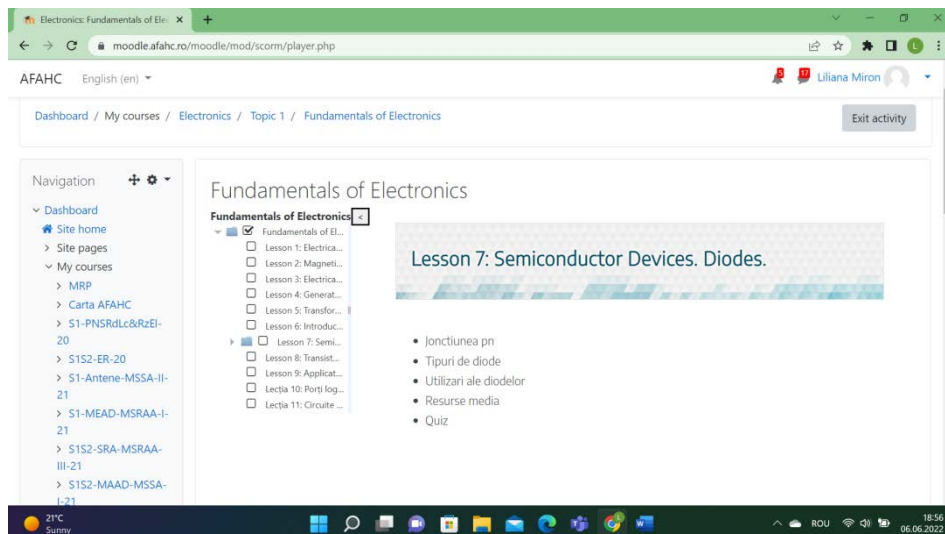 Electronics: Fundamentals of Ele
moodle.afahc.ro/moodle/mod/scorm/player.php
L
AFAHC English (en)
5 17 Liliana Miron
Dashboard / My courses / Electronics / Topic 1 / Fundamentals of Electronics
Exit activity
Navigation
Dashboard
Site home
Site pages
My courses
MRP
Carta AFAHC
S1-PNSRdLc&RzEl-
20
S1S2-ER-20
S1-Antene-MSSA-II-
21
S1-MEAD-MSRAA-I-
21
S1S2-SRA-MSRAA-
III-21
S1S2-MAAD-MSSA-
I-21
Fundamentals of Electronics
Fundamentals of Electronics <
Fundamentals of El...
Lesson 1: Electrica...
Lesson 2: Magneti...
Lesson 3: Electrica...
Lesson 4: Generat...
Lesson 5: Transfor...
Lesson 6: Introduc...
Lesson 7: Semi...
Lesson 8: Transist...
Lesson 9: Applicat...
Lecția 10: Porți log...
Lecția 11: Circuite ...
Lesson 7: Semiconductor Devices. Diodes.
• Jonctiunea pn
• Tipuri de diode
• Utilizari ale diodelor
• Resurse media
• Quiz
21°C
Sunny
ROU
18:56
06.06.2022